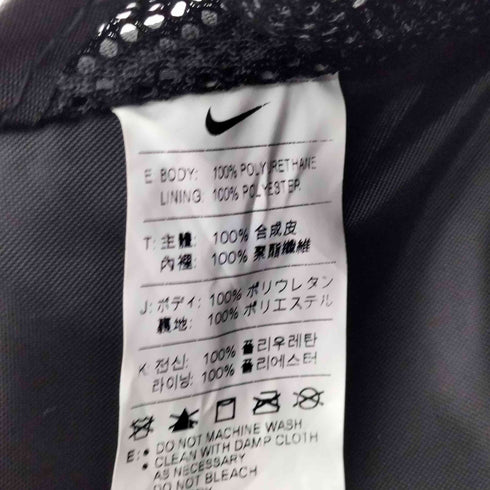 E: BODY: 100% POLYURETHANE
LINING: 100% POLYESTER
T: 主體: 100% 合成皮
內裡: 100% 聚脂纖維
J: ボディ: 100% ポリウレタン
裏地: 100% ポリエステル
K: 전신: 100% 폴리우레탄
라이닝: 100% 폴리에스터
E: • DO NOT MACHINE WASH
• CLEAN WITH DAMP CLOTH
AS NECESSARY
DO NOT BLEACH